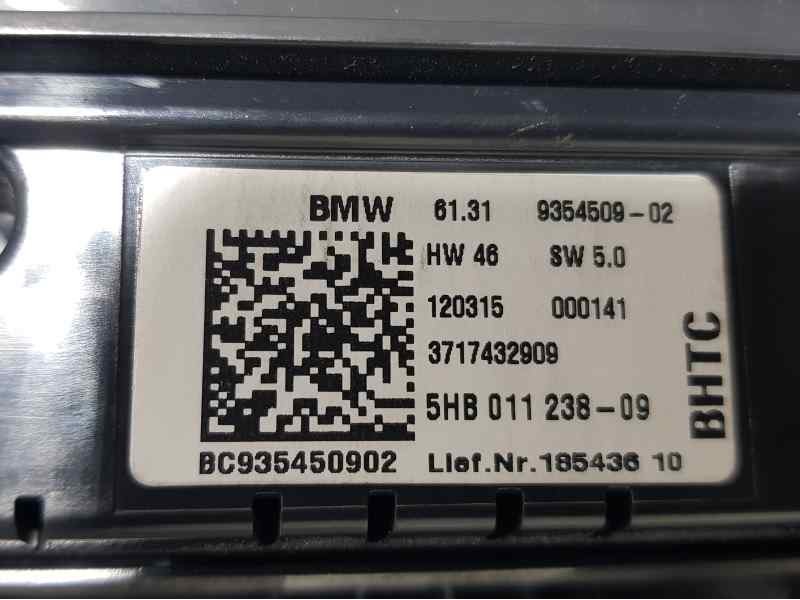 BMW 61.31 9354509-02
HW 46 SW 5.0
120315 000141
3717432909
5HB 011 238-09
BC935450902 Lief.Nr.185436 10
BHTC